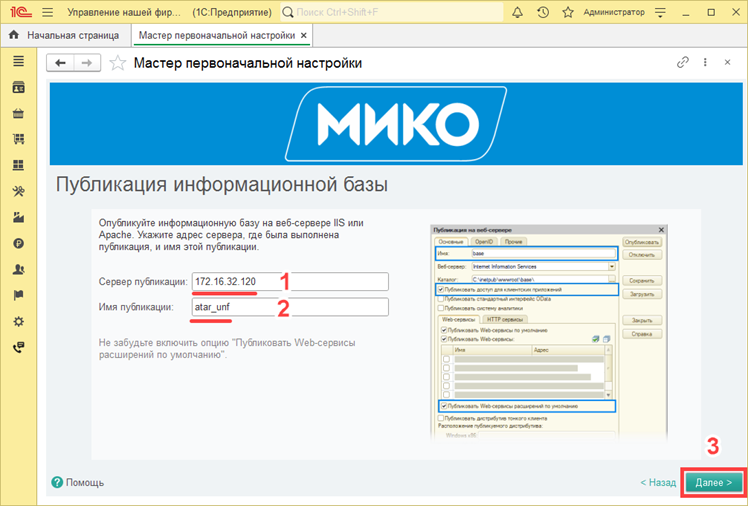 Управление нашей фир... (1С:Предприятие)
Поиск Ctrl+Shift+F
Администратор
Начальная страница
Мастер первоначальной настройки ×
Мастер первоначальной настройки
МИКО
Публикация информационной базы
Опубликуйте информационную базу на веб-сервере IIS или
Apache. Укажите адрес сервера, где была выполнена
публикация, и имя этой публикации.
Сервер публикации: 172.16.32.120 1
Имя публикации: atar_unf 2
Не забудьте включить опцию "Публиковать Web-сервисы
расширений по умолчанию".
Публикация на веб-сервере
Основные OpenID Прочие
Опубликовать
Имя: base
Отключить
Веб-сервер: Internet Information Services
Каталог: C:\inetpub\wwwroot\base\
Сохранить
Публиковать доступ для клиентских приложений
Загрузить
Публиковать стандартный интерфейс OData
Публиковать систему аналитики
Web-сервисы HTTP сервисы
Закрыть
Публиковать Web-сервисы по умолчанию
Справка
Публиковать Web-сервисы:
Имя Адрес
Публиковать Web-сервисы расширений по умолчанию
Публиковать дистрибутив тонкого клиента
Расположение публикуемого дистрибутива:
3
? Помощь
< Назад
Далее >